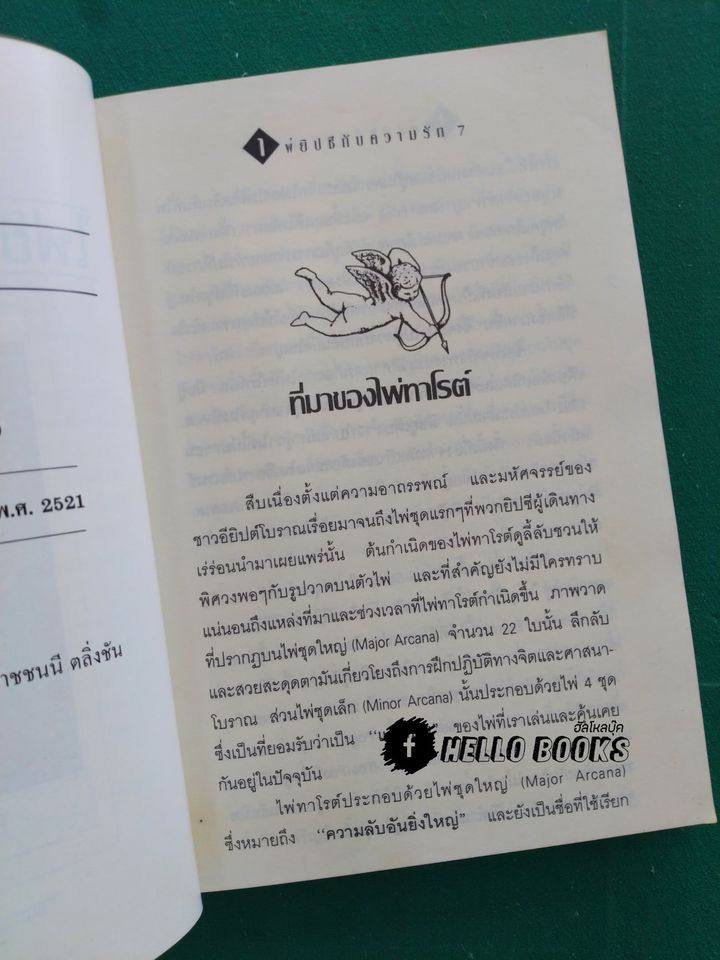 พ.ศ. 2521
าชชนนี ตลิ่งชัน
1 ไพ่ยิปซีกับความรัก 7
ที่มาของไพ่ทาโรต์
สืบเนื่องตั้งแต่ความอาถรรพณ์ และมหัศจรรย์ของ
ชาวอียิปต์โบราณเรื่อยมาจนถึงไพ่ชุดแรกๆที่พวกยิปซีผู้เดินทาง
เร่ร่อนนำมาเผยแพร่นั้น ต้นกำเนิดของไพ่ทาโรต์ดูลี้ลับชวนให้
พิศวงพอๆกับรูปวาดบนตัวไพ่ และที่สำคัญยังไม่มีใครทราบ
แน่นอนถึงแหล่งที่มาและช่วงเวลาที่ไพ่ทาโรต์กำเนิดขึ้น ภาพวาด
ที่ปรากฏบนไพ่ชุดใหญ่ (Major Arcana) จำนวน 22 ใบนั้น ลึกลับ
และสวยสะดุดตามันเกี่ยวโยงถึงการฝึกปฏิบัติทางจิตและศาสนา-
โบราณ ส่วนไพ่ชุดเล็ก (Minor Arcana) นั้นประกอบด้วยไพ่ 4 ชุด
ซึ่งเป็นที่ยอมรับว่าเป็น ของไพ่ที่เราเล่นและคุ้นเคย
กันอยู่ในปัจจุบัน
ไพ่ทาโรต์ประกอบด้วยไพ่ชุดใหญ่ (Major Arcana)
ซึ่งหมายถึง “ความลับอันยิ่งใหญ่” และยังเป็นชื่อที่ใช้เรียก
ฮัลโหลบุ๊ค
HELLO BOOKS